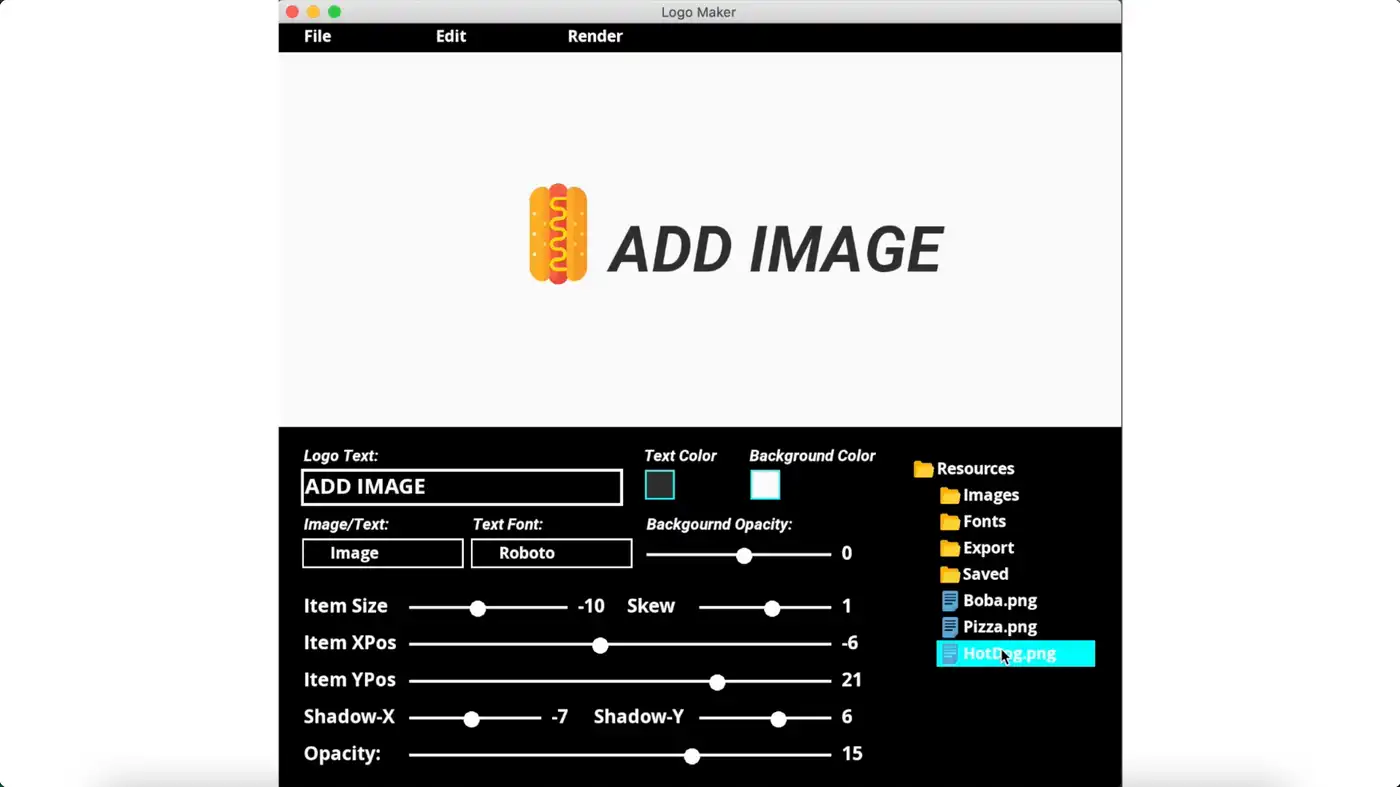 Logo Maker
File Edit Render
ADD IMAGE
Logo Text: Text Color Background Color
ADD IMAGE
Image/Text: Text Font: Backgournd Opacity:
Image Roboto 0
Item Size -10 Skew 1
Item XPos -6
Item YPos 21
Shadow-X -7 Shadow-Y 6
Opacity: 15
Resources
Images
Fonts
Export
Saved
Boba.png
Pizza.png
HotDog.png